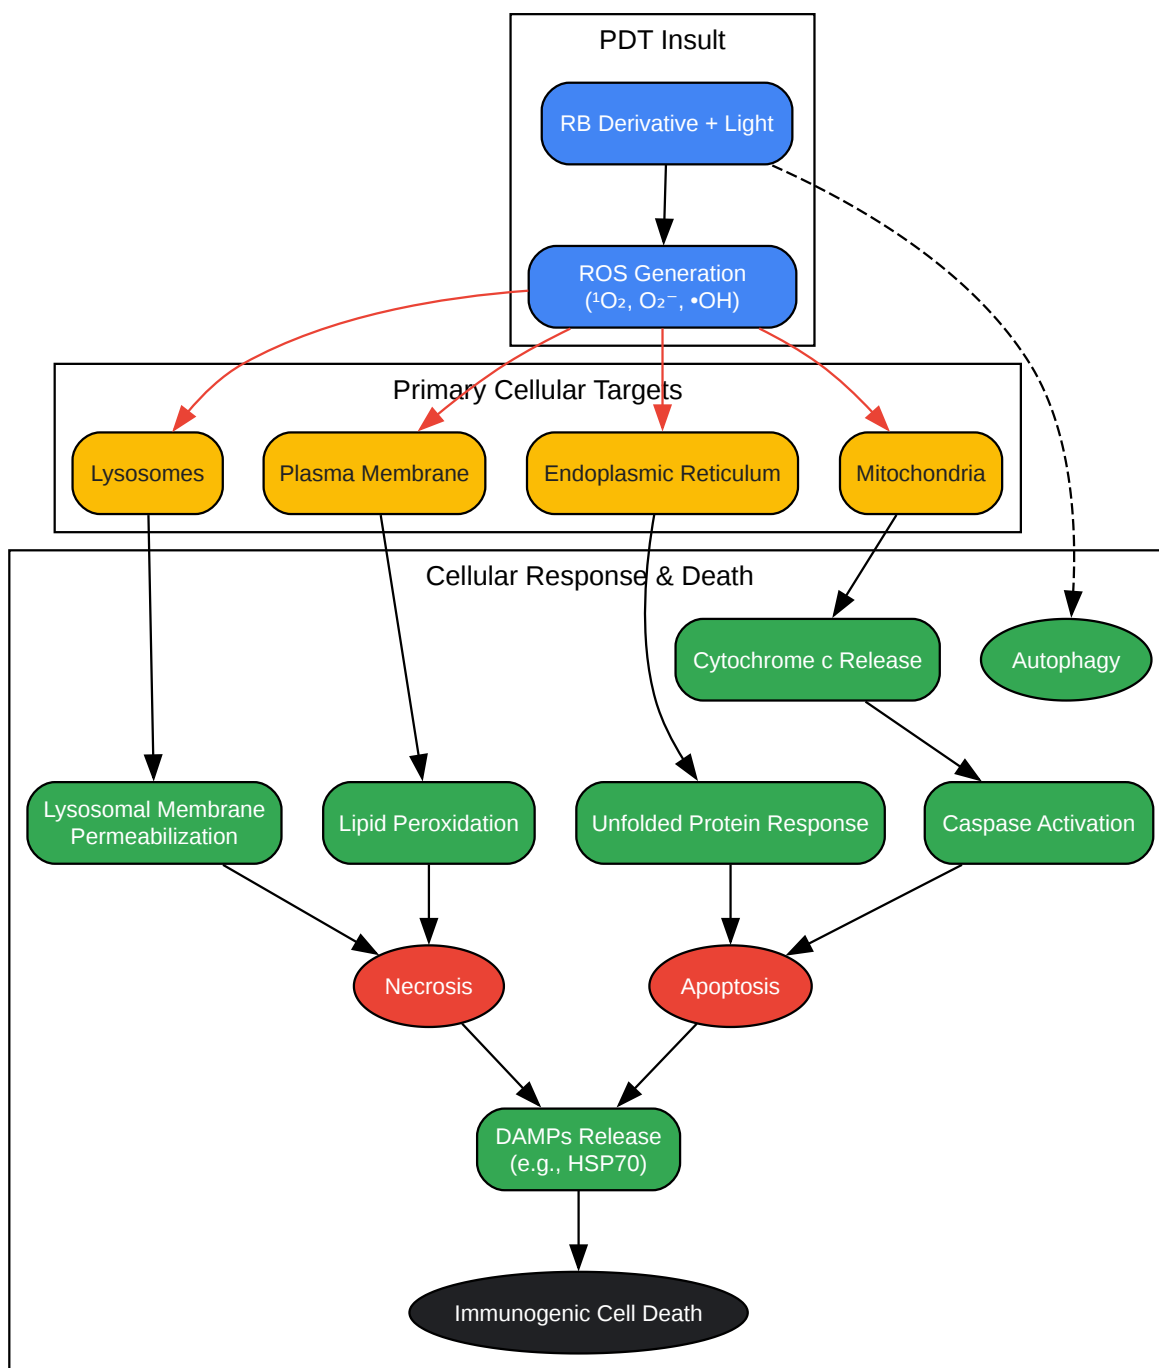 PDT Insult
RB Derivative + Light
ROS Generation
(¹O₂, O₂⁻, •OH)
Primary Cellular Targets
Lysosomes
Plasma Membrane
Endoplasmic Reticulum
Mitochondria
Cellular Response & Death
Cytochrome c Release
Autophagy
Lysosomal Membrane
Permeabilization
Lipid Peroxidation
Unfolded Protein Response
Caspase Activation
Necrosis
Apoptosis
DAMPs Release
(e.g., HSP70)
Immunogenic Cell Death